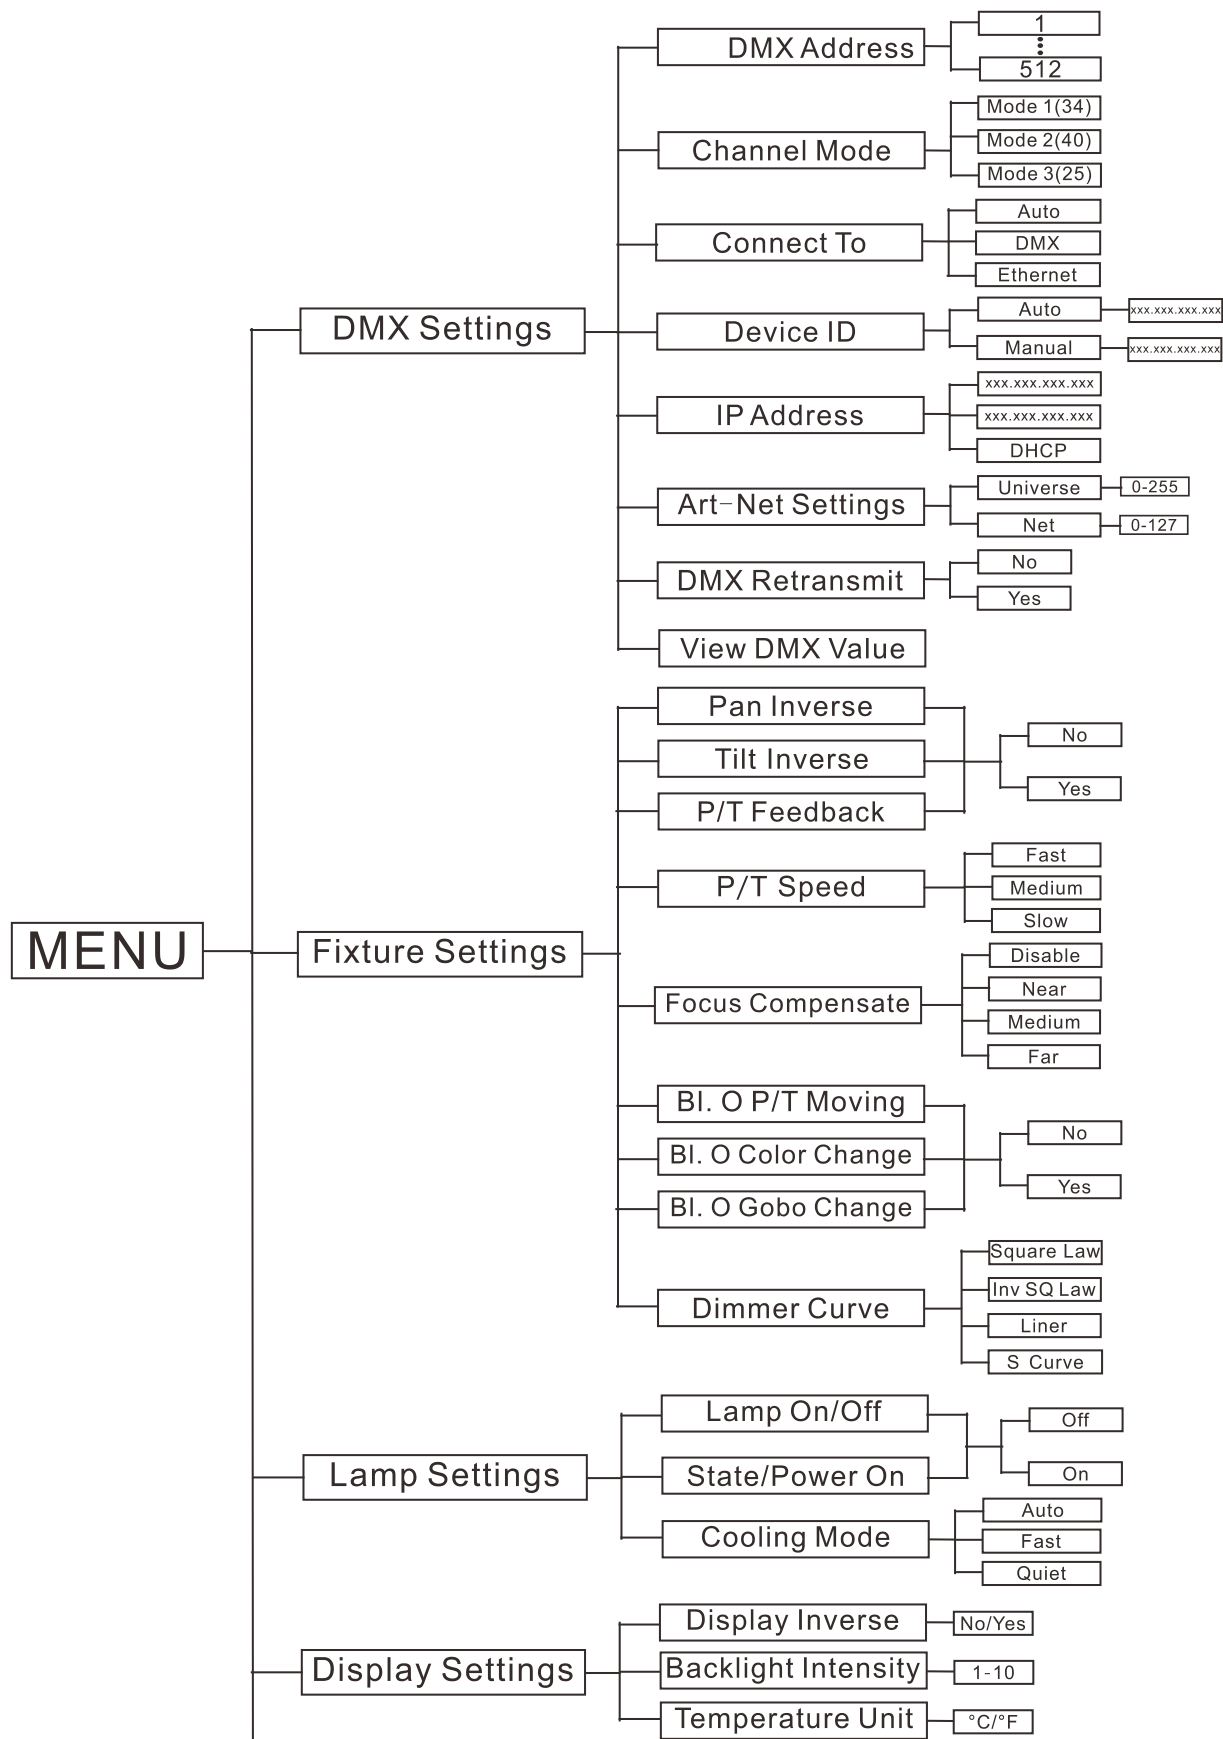 MENU
DMX Settings
DMX Address
1
512
Channel Mode
Mode 1(34)
Mode 2(40)
Mode 3(25)
Connect To
Auto
DMX
Ethernet
Device ID
Auto
xxx.xxx.xxx.xxx
Manual
xxx.xxx.xxx.xxx
IP Address
xxx.xxx.xxx.xxx
xxx.xxx.xxx.xxx
DHCP
Art-Net Settings
Universe
0-255
Net
0-127
DMX Retransmit
No
Yes
View DMX Value
Fixture Settings
Pan Inverse
Tilt Inverse
P/T Feedback
No
Yes
P/T Speed
Fast
Medium
Slow
Focus Compensate
Disable
Near
Medium
Far
Bl. O P/T Moving
Bl. O Color Change
Bl. O Gobo Change
No
Yes
Dimmer Curve
Square Law
Inv SQ Law
Liner
S Curve
Lamp Settings
Lamp On/Off
State/Power On
Off
On
Cooling Mode
Auto
Fast
Quiet
Display Settings
Display Inverse
No/Yes
Backlight Intensity
1-10
Temperature Unit
°C/°F